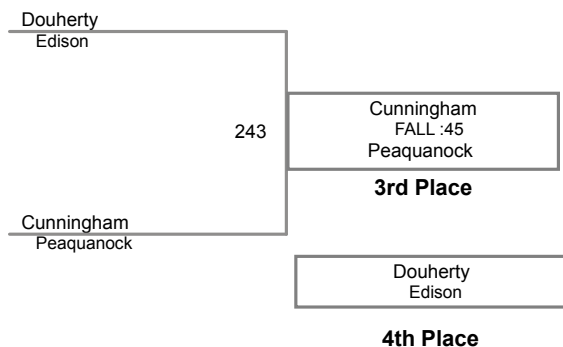 Douherty
Edison
243
Cunningham
FALL :45
Peaquanock
3rd Place
Cunningham
Peaquanock
Douherty
Edison
4th Place